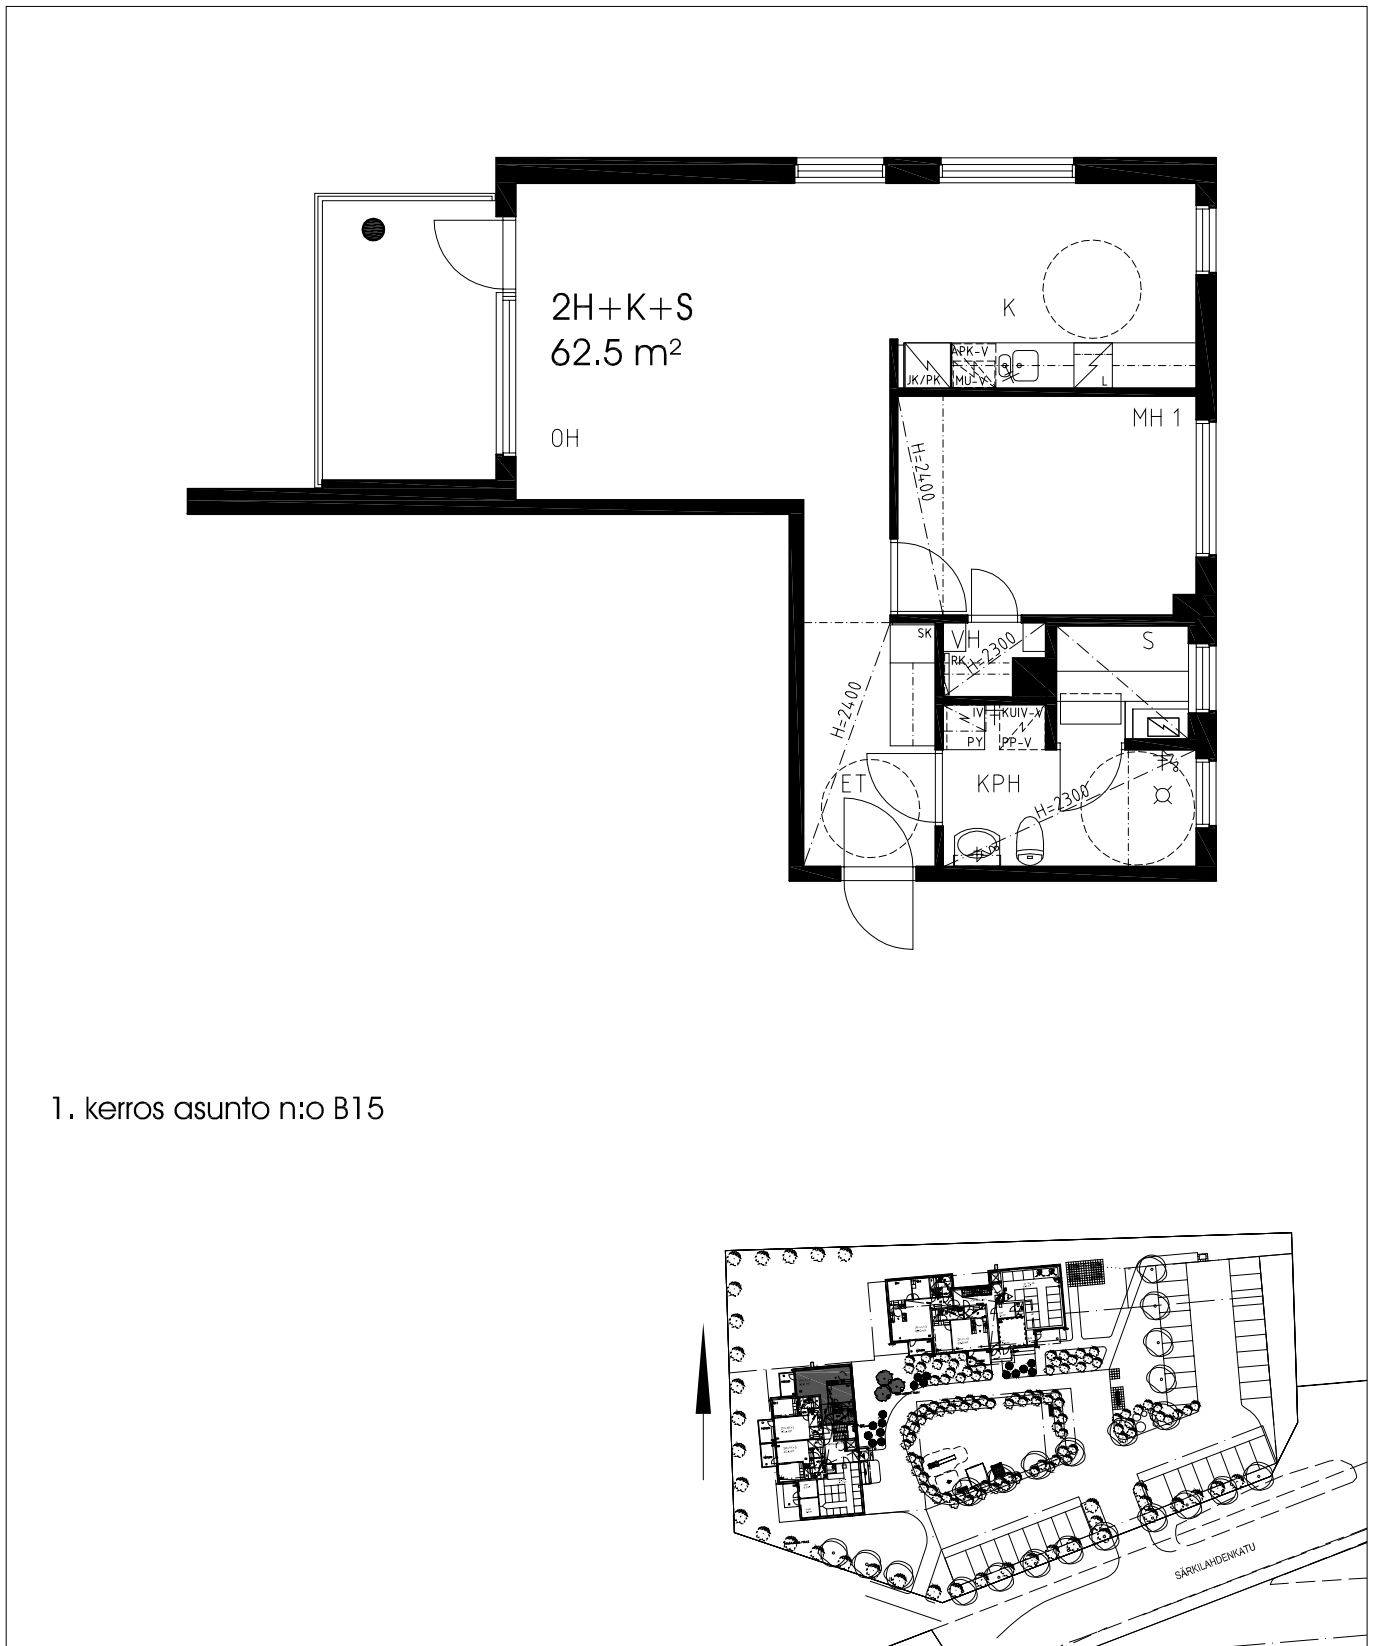 2H+K+S
62.5 m²
K
APK-V
JK/PK
MU-V
L
OH
MH 1
H=2400
SK
VH
RK
H=2300
S
H=2400
IV
KUIV-V
PY
PP-V
ET
KPH
H=2300
1. kerros asunto n:o B15
SÄRKILAHDENKATU